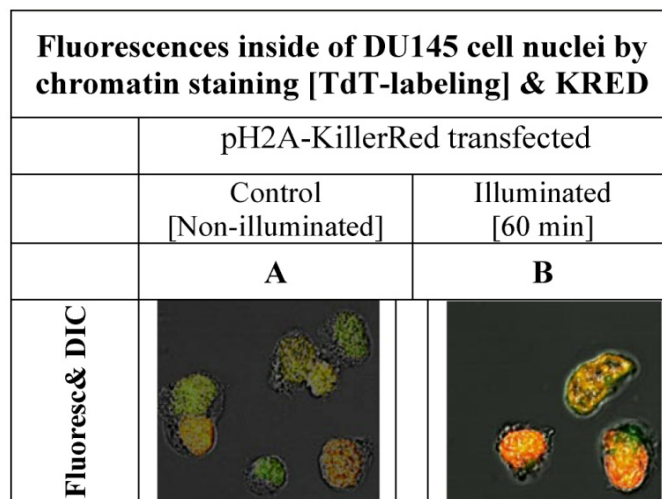 Fluorescences inside of DU145 cell nuclei by
chromatin staining [TdT-labeling] & KRED
pH2A-KillerRed transfected
Control
[Non-illuminated]
Illuminated
[60 min]
A
B
Fluoresc& DIC